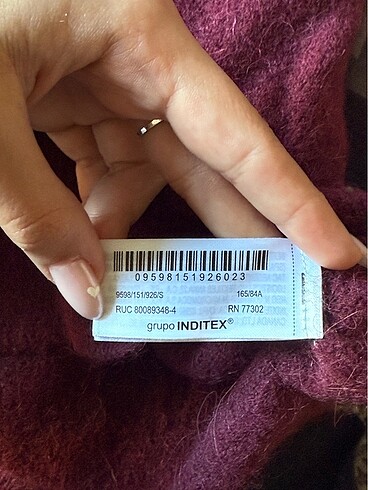 09598151926023
9598/151/926/S 165/84A
RUC 80089348-4 RN 77302
grupo INDITEX®